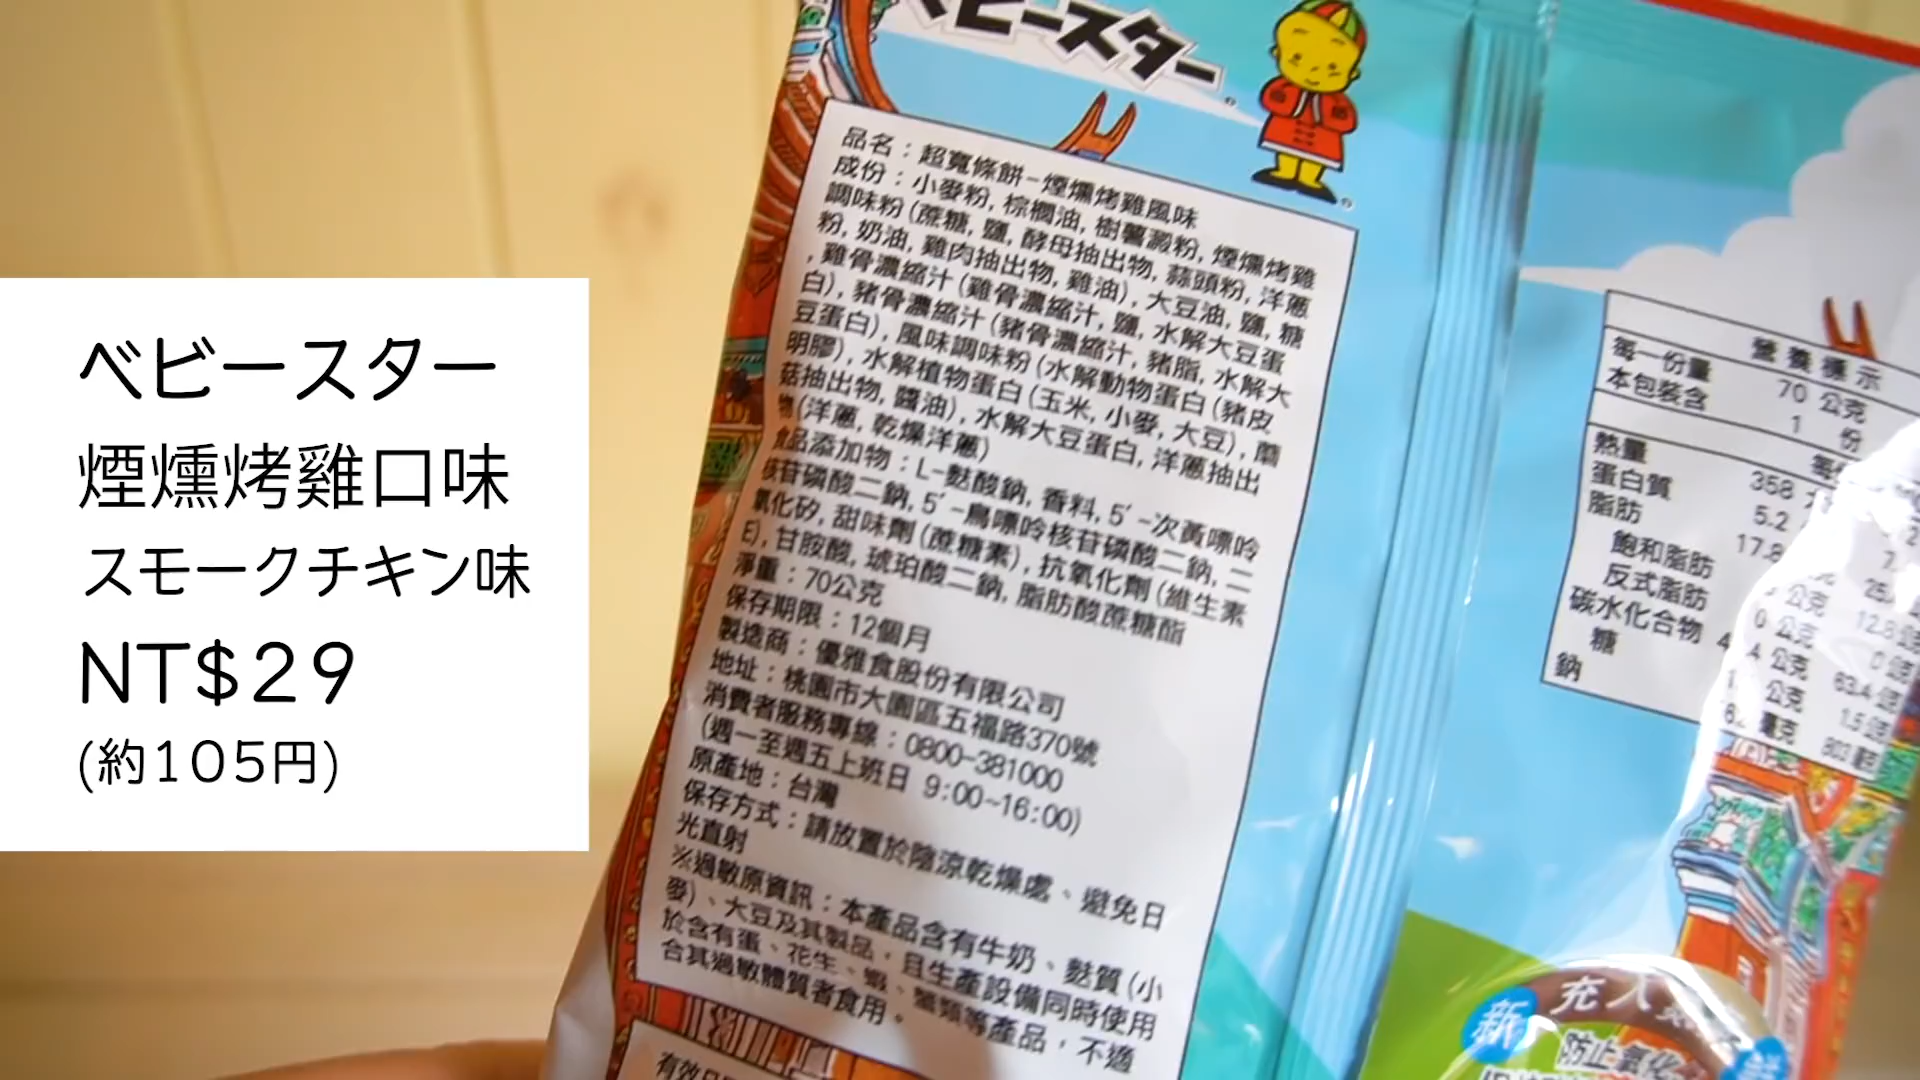 ベビースター
煙燻烤雞口味
スモークチキン味
NT$29
(約105円)
ベビースター
品名：超寬條餅-煙燻烤雞風味
成份：小麥粉, 棕櫚油, 樹薯澱粉, 煙燻烤雞
調味粉(蔗糖, 鹽, 酵母抽出物, 蒜頭粉, 洋蔥
粉, 奶油, 雞肉抽出物, 雞油), 大豆油, 鹽, 糖
, 雞骨濃縮汁(雞骨濃縮汁, 鹽, 水解大豆蛋
白), 豬骨濃縮汁(豬骨濃縮汁, 豬脂, 水解大
豆蛋白), 風味調味粉(水解動物蛋白(豬皮
明膠), 水解植物蛋白(玉米, 小麥, 大豆), 蘑
菇抽出物, 醬油), 水解大豆蛋白, 洋蔥抽出
物(洋蔥, 乾燥洋蔥)
食品添加物：L-麩酸鈉, 香料, 5'-次黃嘌呤
核苷磷酸二鈉, 5'-鳥嘌呤核苷磷酸二鈉, 二
氧化矽, 甜味劑(蔗糖素), 抗氧化劑(維生素
E), 甘胺酸, 琥珀酸二鈉, 脂肪酸蔗糖酯
淨重：70公克
保存期限：12個月
製造商：優雅食股份有限公司
地址：桃園市大園區五福路370號
消費者服務專線：0800-381000
(週一至週五上班日 9:00~16:00)
原產地：台灣
保存方式：請放置於陰涼乾燥處、避免日
光直射
※過敏原資訊：本產品含有牛奶、麩質(小
麥)、大豆及其製品，且生產設備同時使用
於含有蛋、花生、蝦、蟹類等產品，不適
合其過敏體質者食用。
有效日
營養標示
每一份量 70 公克
本包裝含 1 份
每
熱量 358
蛋白質 5.2
脂肪 17.8
飽和脂肪
反式脂肪 公克 12.8
碳水化合物 0 公克 0
糖 公克 63.4
鈉 公克 1.5
毫克 802
新 充入
防止氧化